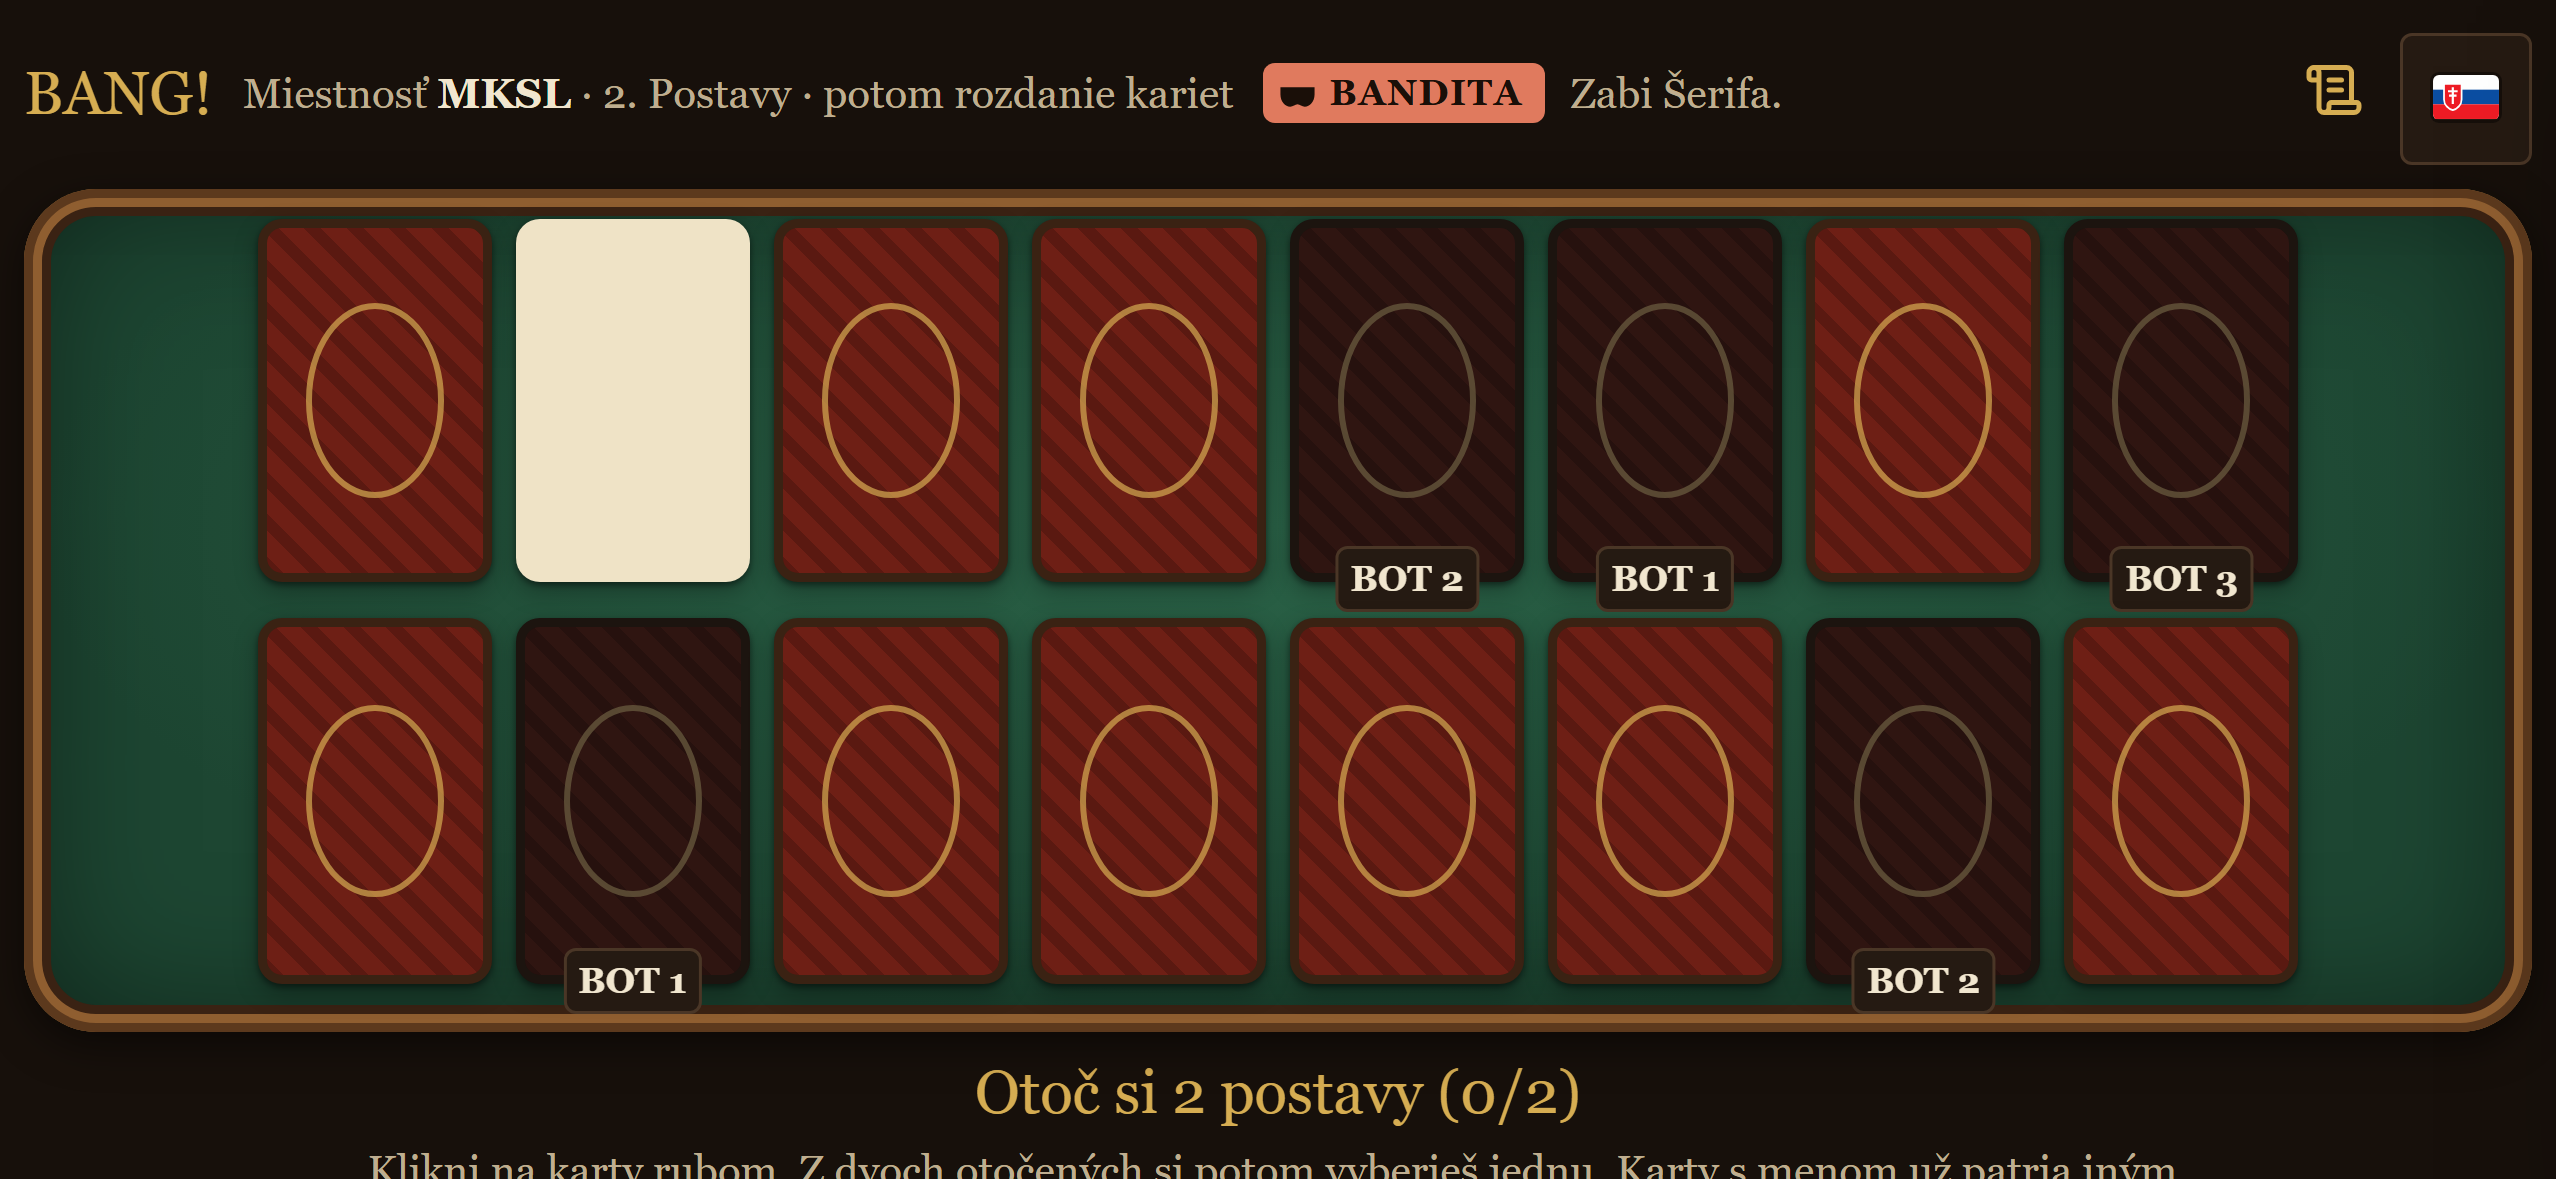 BANG! Miestnosť MKSL · 2. Postavy · potom rozdanie kariet BANDITA Zabi Šerifa.
BOT 2 BOT 1 BOT 3
BOT 1 BOT 2
Otoč si 2 postavy (0/2)
Klikni na karty rubom. Z dvoch otočených si potom vyberieš jednu. Karty s menom už patria iným